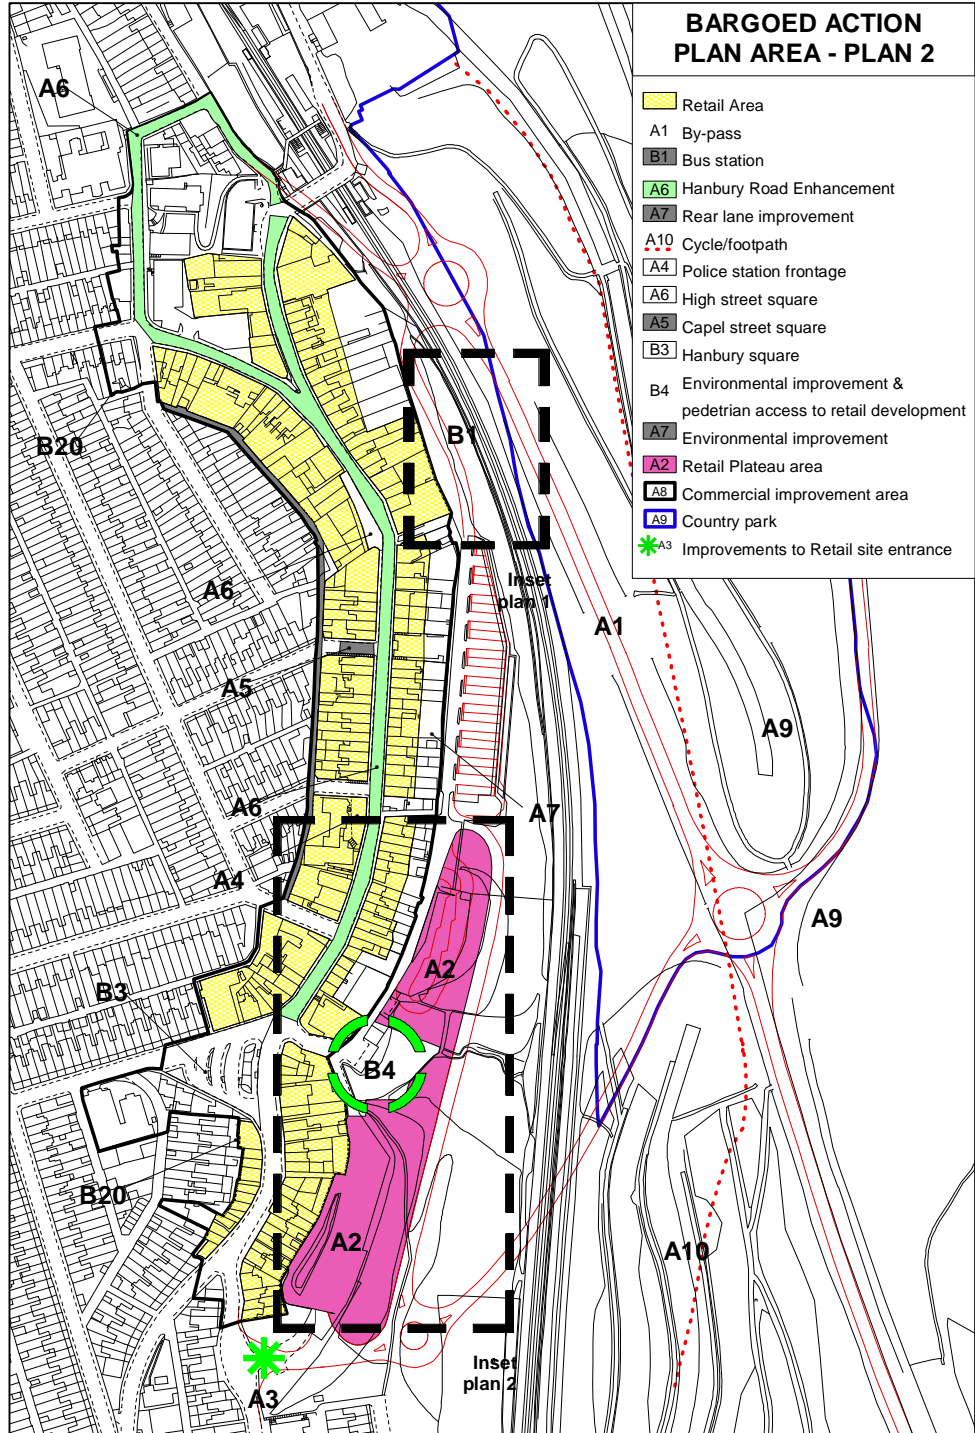 BARGOED ACTION
PLAN AREA - PLAN 2
Retail Area
A1 By-pass
B1 Bus station
A6 Hanbury Road Enhancement
A7 Rear lane improvement
A10 Cycle/footpath
A4 Police station frontage
A6 High street square
A5 Capel street square
B3 Hanbury square
B4 Environmental improvement &
pedetrian access to retail development
A7 Environmental improvement
A2 Retail Plateau area
A8 Commercial improvement area
A9 Country park
A3 Improvements to Retail site entrance
A6
B20
B1
Inset
plan 1
A6
A1
A5
A9
A6
A7
A4
A9
A2
B3
B4
B20
A2
A10
Inset
plan 2
A3